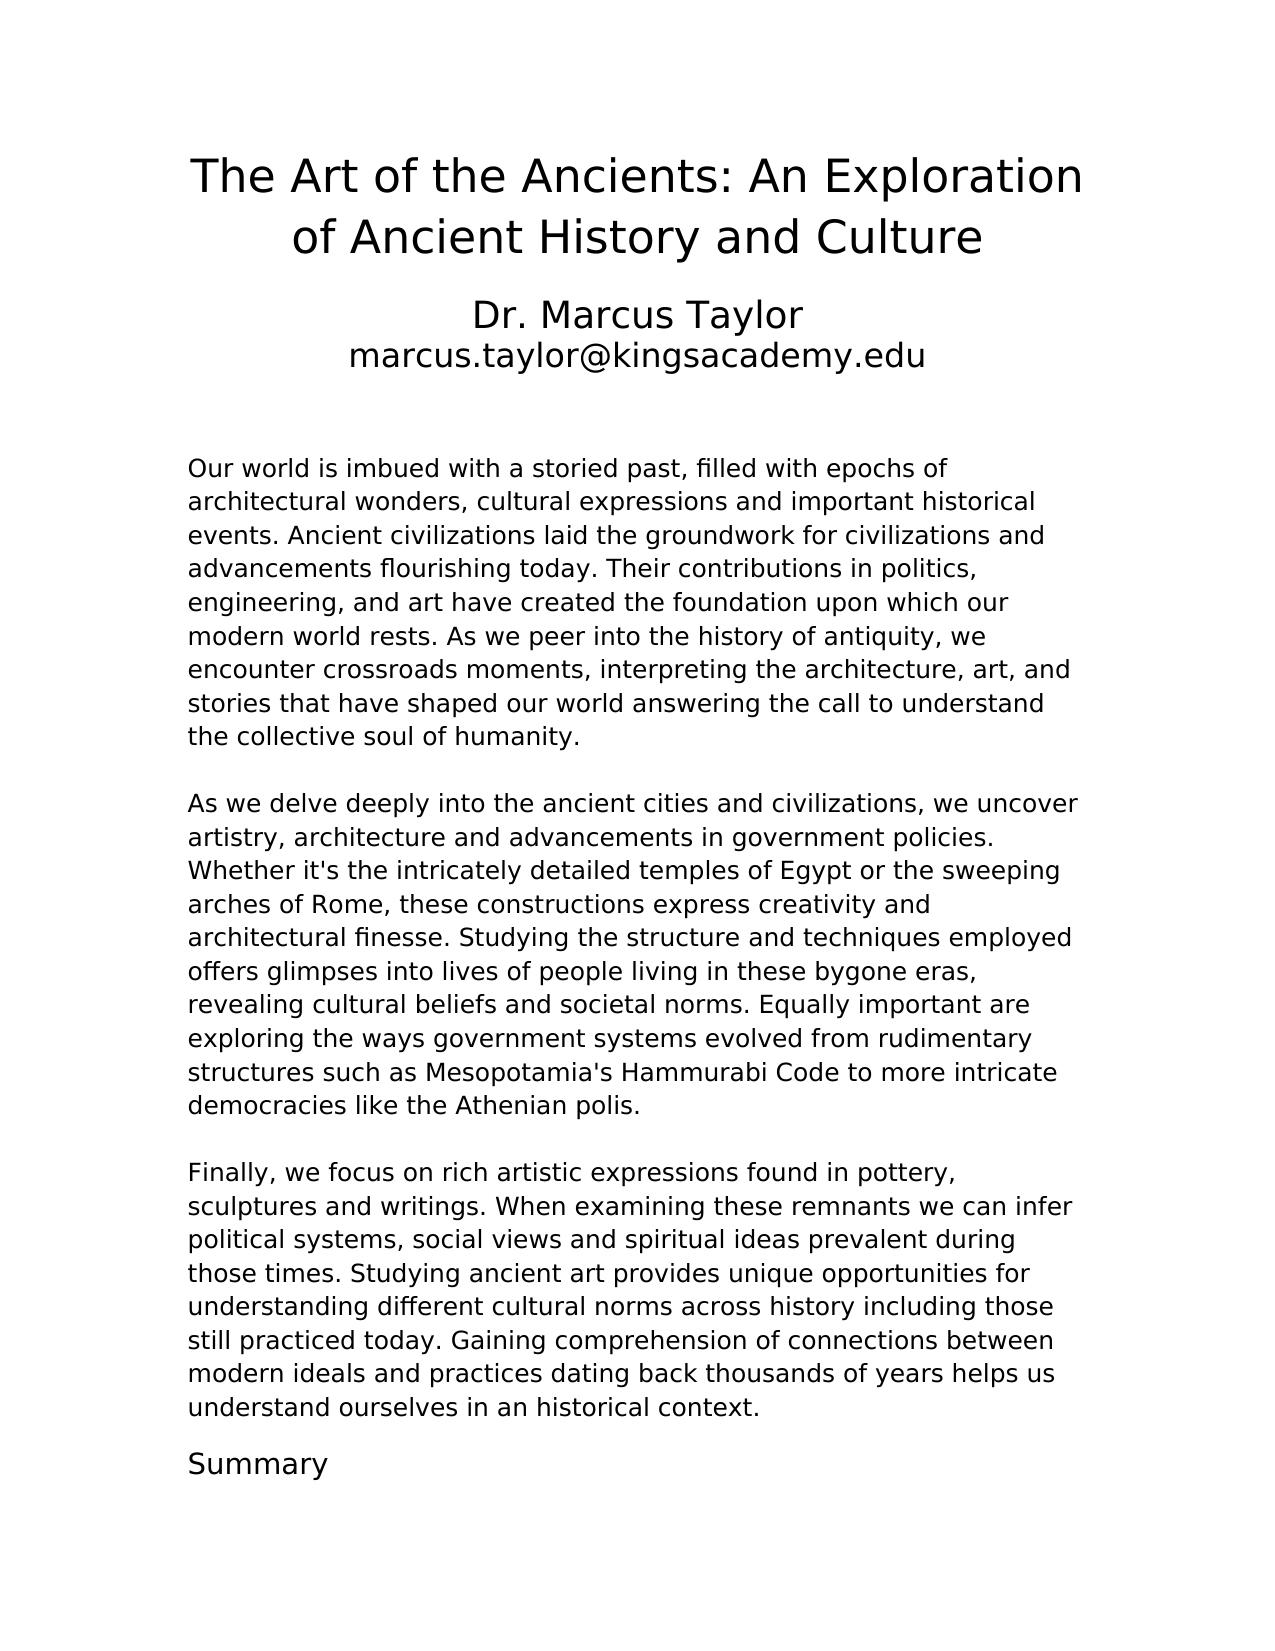 The Art of the Ancients: An Exploration
of Ancient History and Culture
Dr. Marcus Taylor
marcus.taylor@kingsacademy.edu
Our world is imbued with a storied past, filled with epochs of
architectural wonders, cultural expressions and important historical
events. Ancient civilizations laid the groundwork for civilizations and
advancements flourishing today. Their contributions in politics,
engineering, and art have created the foundation upon which our
modern world rests. As we peer into the history of antiquity, we
encounter crossroads moments, interpreting the architecture, art, and
stories that have shaped our world answering the call to understand
the collective soul of humanity.
As we delve deeply into the ancient cities and civilizations, we uncover
artistry, architecture and advancements in government policies.
Whether it's the intricately detailed temples of Egypt or the sweeping
arches of Rome, these constructions express creativity and
architectural finesse. Studying the structure and techniques employed
offers glimpses into lives of people living in these bygone eras,
revealing cultural beliefs and societal norms. Equally important are
exploring the ways government systems evolved from rudimentary
structures such as Mesopotamia's Hammurabi Code to more intricate
democracies like the Athenian polis.
Finally, we focus on rich artistic expressions found in pottery,
sculptures and writings. When examining these remnants we can infer
political systems, social views and spiritual ideas prevalent during
those times. Studying ancient art provides unique opportunities for
understanding different cultural norms across history including those
still practiced today. Gaining comprehension of connections between
modern ideals and practices dating back thousands of years helps us
understand ourselves in an historical context.
Summary